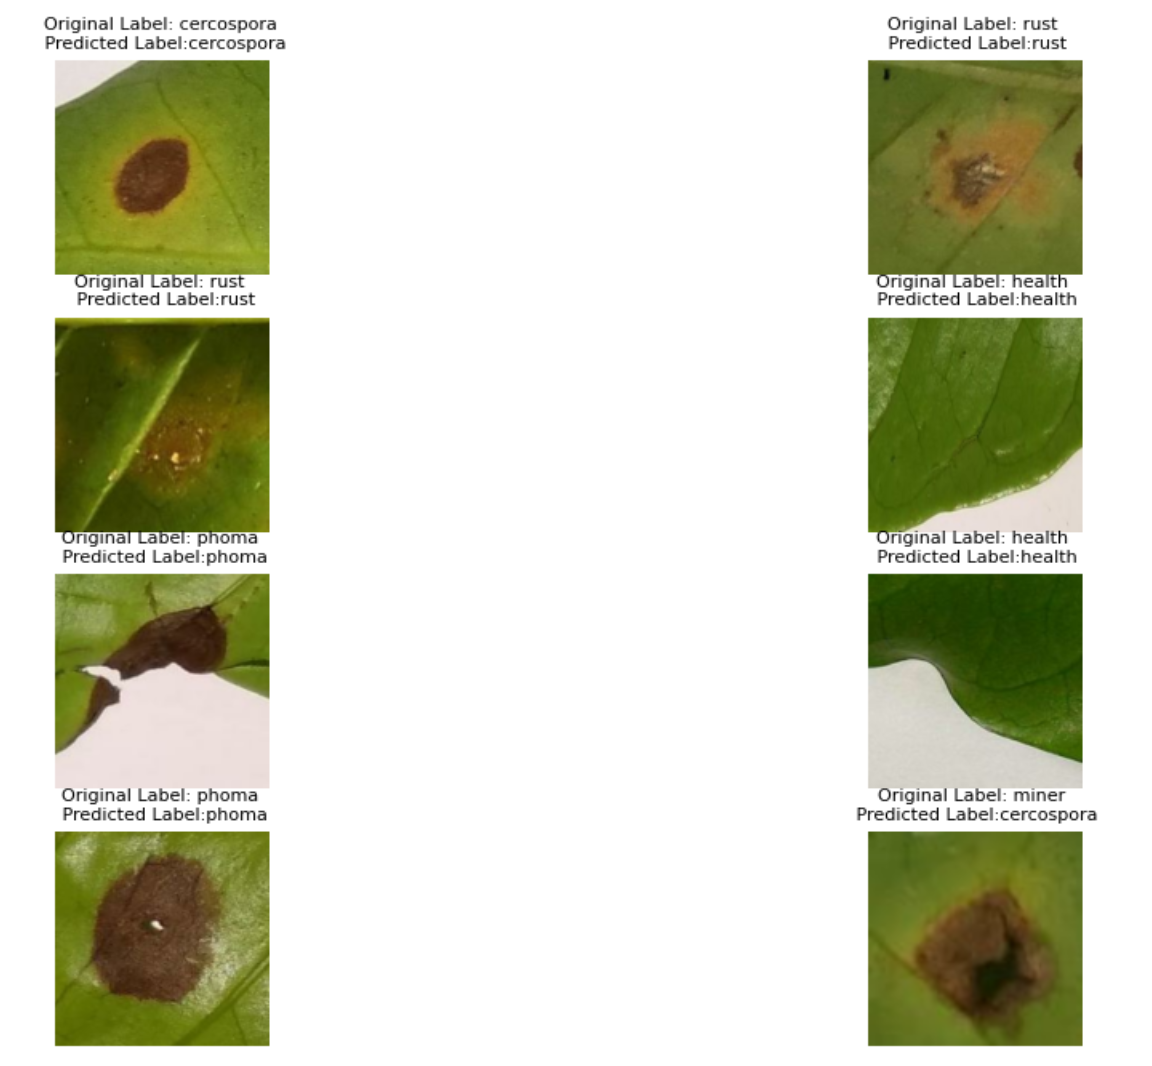 Original Label: cercospora
Predicted Label:cercospora
Original Label: rust
Predicted Label:rust
Original Label: rust
Predicted Label:rust
Original Label: health
Predicted Label:health
Original Label: phoma
Predicted Label:phoma
Original Label: health
Predicted Label:health
Original Label: phoma
Predicted Label:phoma
Original Label: miner
Predicted Label:cercospora